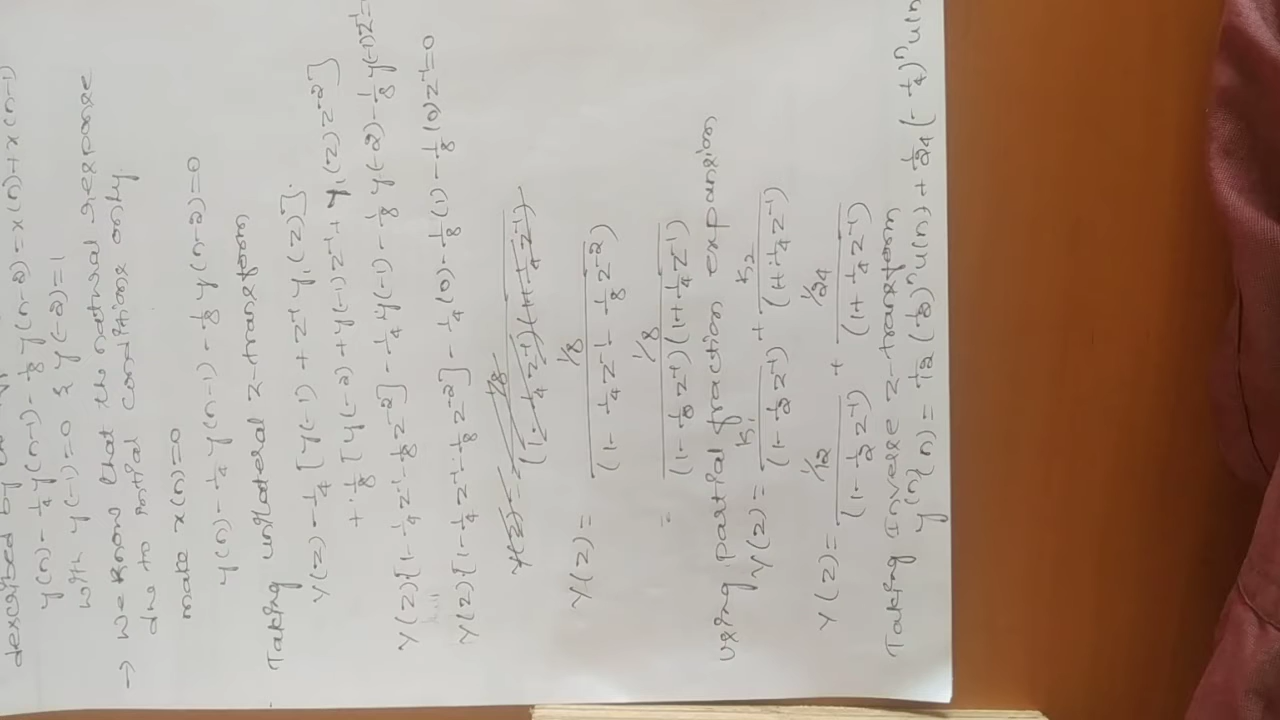 described by
y(n) - 1/4 y(n-1) - 1/8 y(n-2) = x(n) + x(n-1)
with y(-1)=0 & y(-2)=1
→ we know that the natural response
due to initial conditions only.
make x(n)=0
y(n) - 1/4 y(n-1) - 1/8 y(n-2)=0
Taking unilateral z-transform
Y(z) - 1/4 [y(-1) + z⁻¹ y₁(z)].
+ 1/8 [y(-2) + y(-1)z⁻¹ + y₁(z) z⁻²]
Y(z)[1 - 1/4 z⁻¹ - 1/8 z⁻²] - 1/4 y(-1) - 1/8 y(-2) - 1/8 y(-1)z⁻¹=
Y(z)[1 - 1/4 z⁻¹ - 1/8 z⁻²] - 1/4 (0) - 1/8 (1) - 1/8 (0)z⁻¹=0
Y(z) = 1/8 / (1 - 1/4 z⁻¹ - 1/8 z⁻²)
= 1/8 / (1 - 1/2 z⁻¹)(1 + 1/4 z⁻¹)
using partial fraction expansion
Y(z) = K₁ / (1 - 1/2 z⁻¹) + K₂ / (1 + 1/4 z⁻¹)
Y(z) = 1/12 / (1 - 1/2 z⁻¹) + 1/24 / (1 + 1/4 z⁻¹)
Taking inverse z-transform
y(n) = 1/12 (1/2)ⁿ u(n) + 1/24 (- 1/4)ⁿ u(n